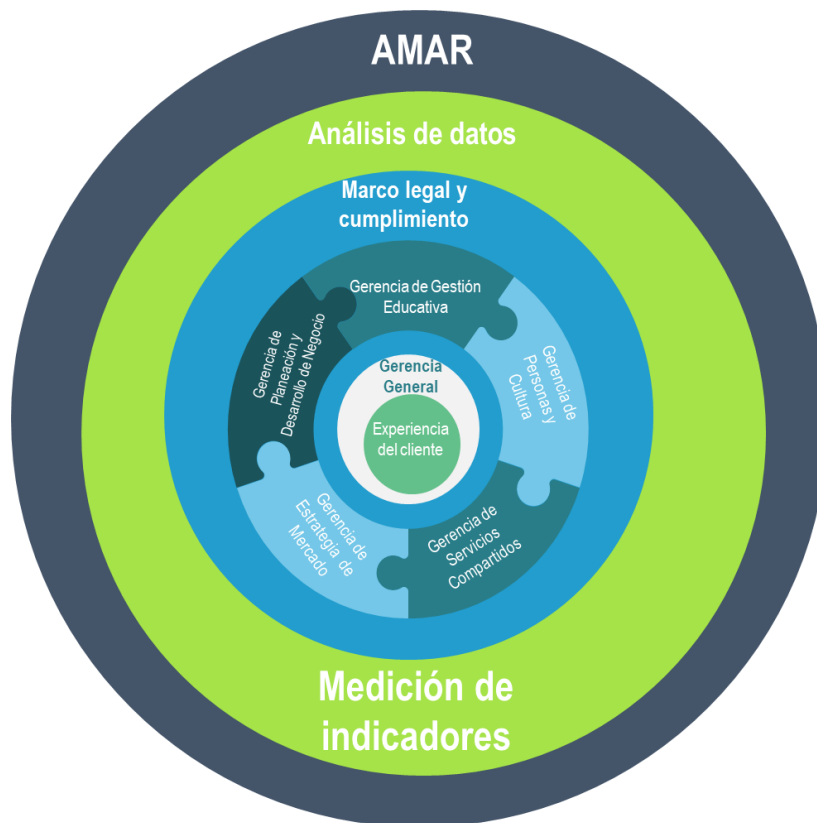 AMAR
Análisis de datos
Marco legal y
cumplimiento
Gerencia de Gestión
Educativa
Gerencia de
Planeación y
Desarrollo de Negocio
Gerencia de
Personas y
Cultura
Gerencia
General
Experiencia
del cliente
Gerencia de
Estrategia de
Mercado
Gerencia de
Servicios
Compartidos
Medición de
indicadores